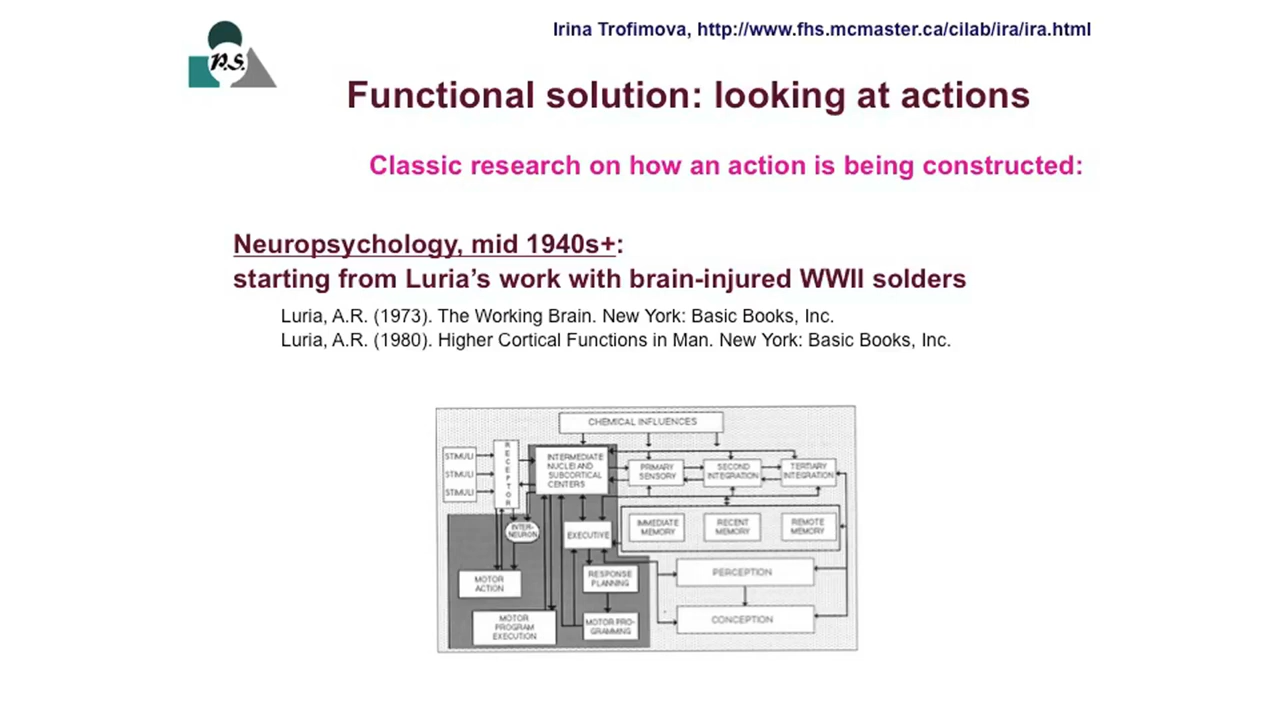 Irina Trofimova, http://www.fhs.mcmaster.ca/cilab/ira/ira.html
P.S.
Functional solution: looking at actions
Classic research on how an action is being constructed:
Neuropsychology, mid 1940s+:
starting from Luria's work with brain-injured WWII solders
Luria, A.R. (1973). The Working Brain. New York: Basic Books, Inc.
Luria, A.R. (1980). Higher Cortical Functions in Man. New York: Basic Books, Inc.
CHEMICAL INFLUENCES
STIMULI
STIMULI
STIMULI
RECEPTOR
INTERMEDIATE
NUCLEI AND
SUBCORTICAL
CENTERS
PRIMARY
SENSORY
SECOND
INTEGRATION
TERTIARY
INTEGRATION
INTER-
NEURON
EXECUTIVE
IMMEDIATE
MEMORY
RECENT
MEMORY
REMOTE
MEMORY
MOTOR
ACTION
RESPONSE
PLANNING
PERCEPTION
MOTOR
PROGRAM
EXECUTION
MOTOR PRO-
GRAMMING
CONCEPTION